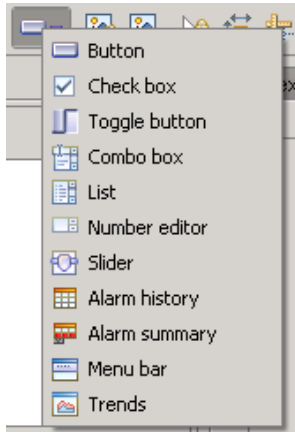 Button
Check box
Toggle button
Combo box
List
Number editor
Slider
Alarm history
Alarm summary
Menu bar
Trends